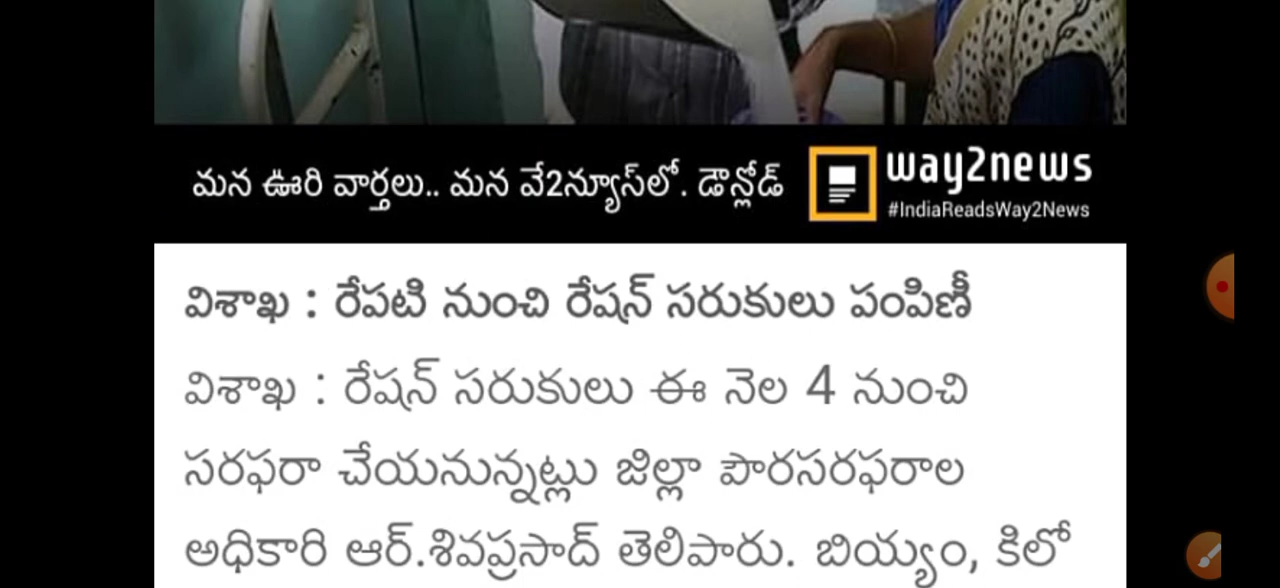 మన ఊరి వార్తలు.. మన వే2న్యూస్‌లో. డౌన్లోడ్ way2news
#IndiaReadsWay2News
విశాఖ : రేపటి నుంచి రేషన్ సరుకులు పంపిణీ
విశాఖ : రేషన్ సరుకులు ఈ నెల 4 నుంచి
సరఫరా చేయనున్నట్లు జిల్లా పౌరసరఫరాల
అధికారి ఆర్.శివప్రసాద్ తెలిపారు. బియ్యం, కిలో